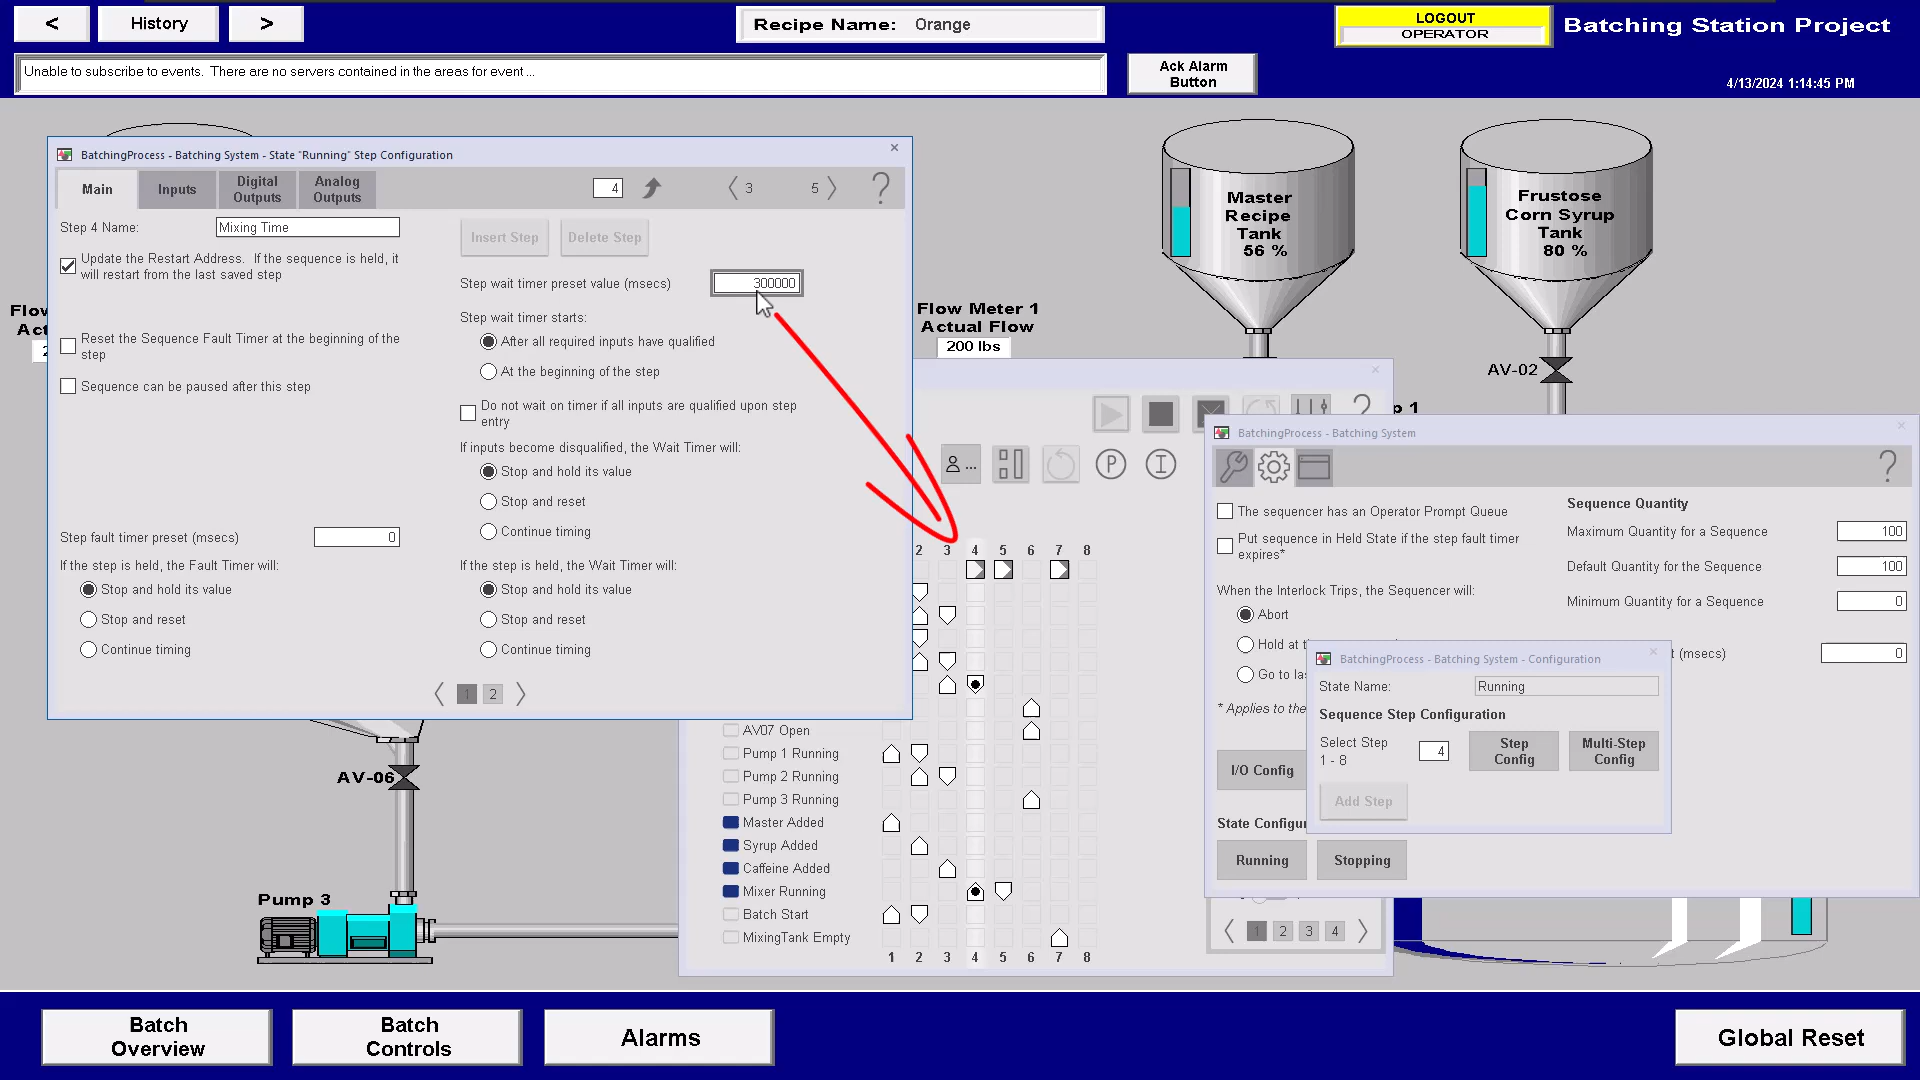 <
History
>
Recipe Name: Orange
LOGOUT
OPERATOR
Batching Station Project
Unable to subscribe to events. There are no servers contained in the areas for event ...
Ack Alarm
Button
4/13/2024 1:14:45 PM
BatchingProcess - Batching System - State "Running" Step Configuration
Main
Inputs
Digital
Outputs
Analog
Outputs
4
3
5
?
Step 4 Name:
Mixing Time
Insert Step
Delete Step
Update the Restart Address. If the sequence is held, it
will restart from the last saved step
Step wait timer preset value (msecs)
300000
Step wait timer starts:
After all required inputs have qualified
At the beginning of the step
Reset the Sequence Fault Timer at the beginning of the
step
Sequence can be paused after this step
Do not wait on timer if all inputs are qualified upon step
entry
If inputs become disqualified, the Wait Timer will:
Stop and hold its value
Stop and reset
Continue timing
Step fault timer preset (msecs)
0
If the step is held, the Fault Timer will:
Stop and hold its value
Stop and reset
Continue timing
If the step is held, the Wait Timer will:
Stop and hold its value
Stop and reset
Continue timing
1
2
Flow Meter 1
Actual Flow
200 lbs
Master
Recipe
Tank
56 %
Frustose
Corn Syrup
Tank
80 %
AV-02
?
P
I
2 3 4 5 6 7 8
AV07 Open
Pump 1 Running
Pump 2 Running
Pump 3 Running
Master Added
Syrup Added
Caffeine Added
Mixer Running
Batch Start
MixingTank Empty
1 2 3 4 5 6 7 8
1 2 3 4
BatchingProcess - Batching System
?
The sequencer has an Operator Prompt Queue
Put sequence in Held State if the step fault timer
expires*
When the Interlock Trips, the Sequencer will:
Abort
Hold at t
Go to las
* Applies to the
Sequence Quantity
Maximum Quantity for a Sequence
100
Default Quantity for the Sequence
100
Minimum Quantity for a Sequence
0
t (msecs)
0
I/O Config
State Configu
Running
Stopping
BatchingProcess - Batching System - Configuration
State Name:
Running
Sequence Step Configuration
Select Step
1 - 8
4
Step
Config
Multi-Step
Config
Add Step
AV-06
Pump 3
Batch
Overview
Batch
Controls
Alarms
Global Reset